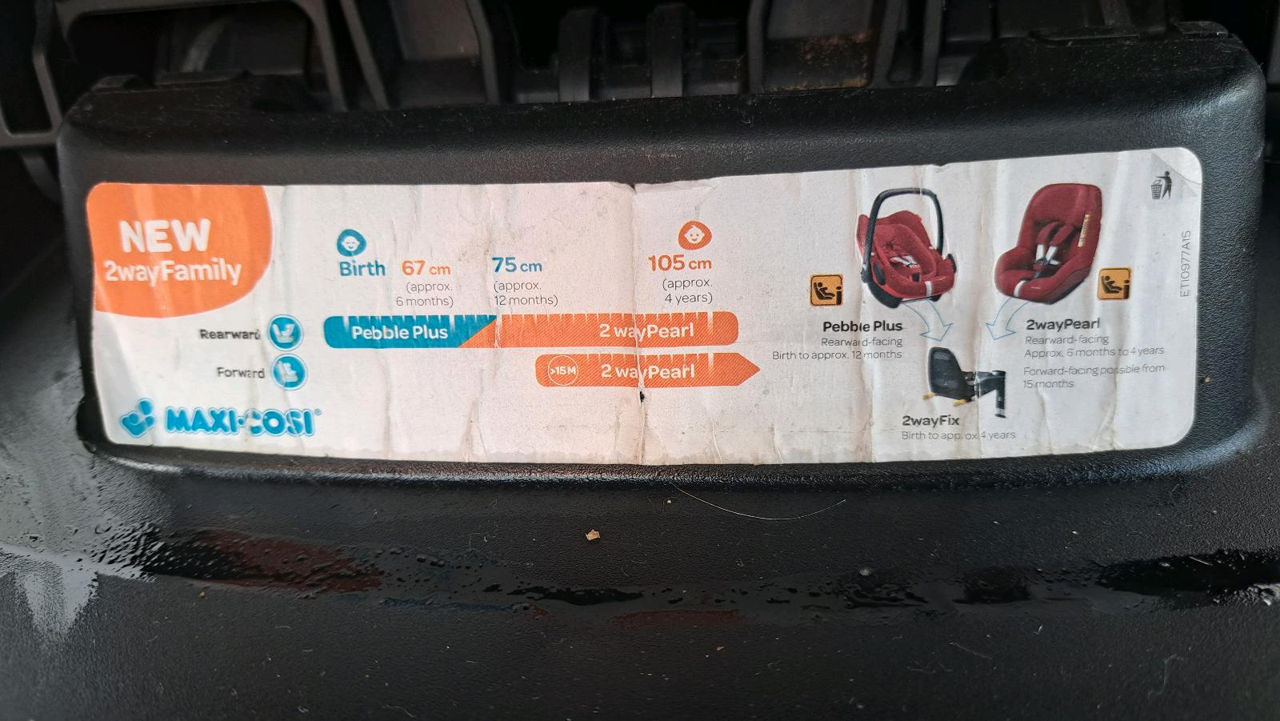 NEW
2wayFamily
Birth
67 cm
(approx.
6 months)
75 cm
(approx.
12 months)
105 cm
(approx.
4 years)
Rearward
Pebble Plus
2 wayPearl
Forward
>15M
2 wayPearl
MAXI-COSI®
Pebble Plus
Rearward-facing
Birth to approx. 12 months
2wayPearl
Rearward-facing
Approx. 6 months to 4 years
Forward-facing possible from
15 months
2wayFix
Birth to approx 4 years
ET10977A15